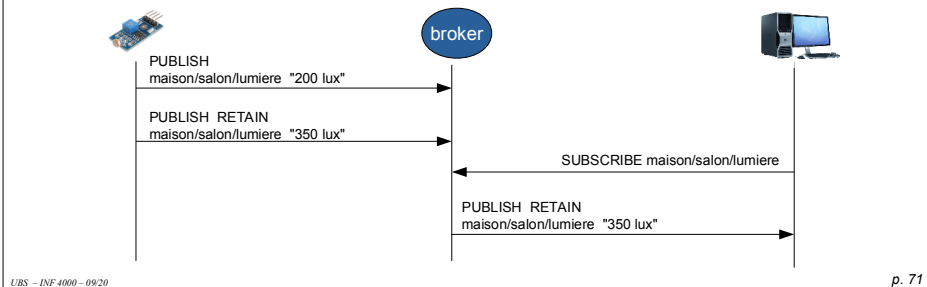 broker
PUBLISH
maison/salon/lumiere "200 lux"
PUBLISH RETAIN
maison/salon/lumiere "350 lux"
SUBSCRIBE maison/salon/lumiere
PUBLISH RETAIN
maison/salon/lumiere "350 lux"
UBS – INF 4000 – 09/20
p. 71